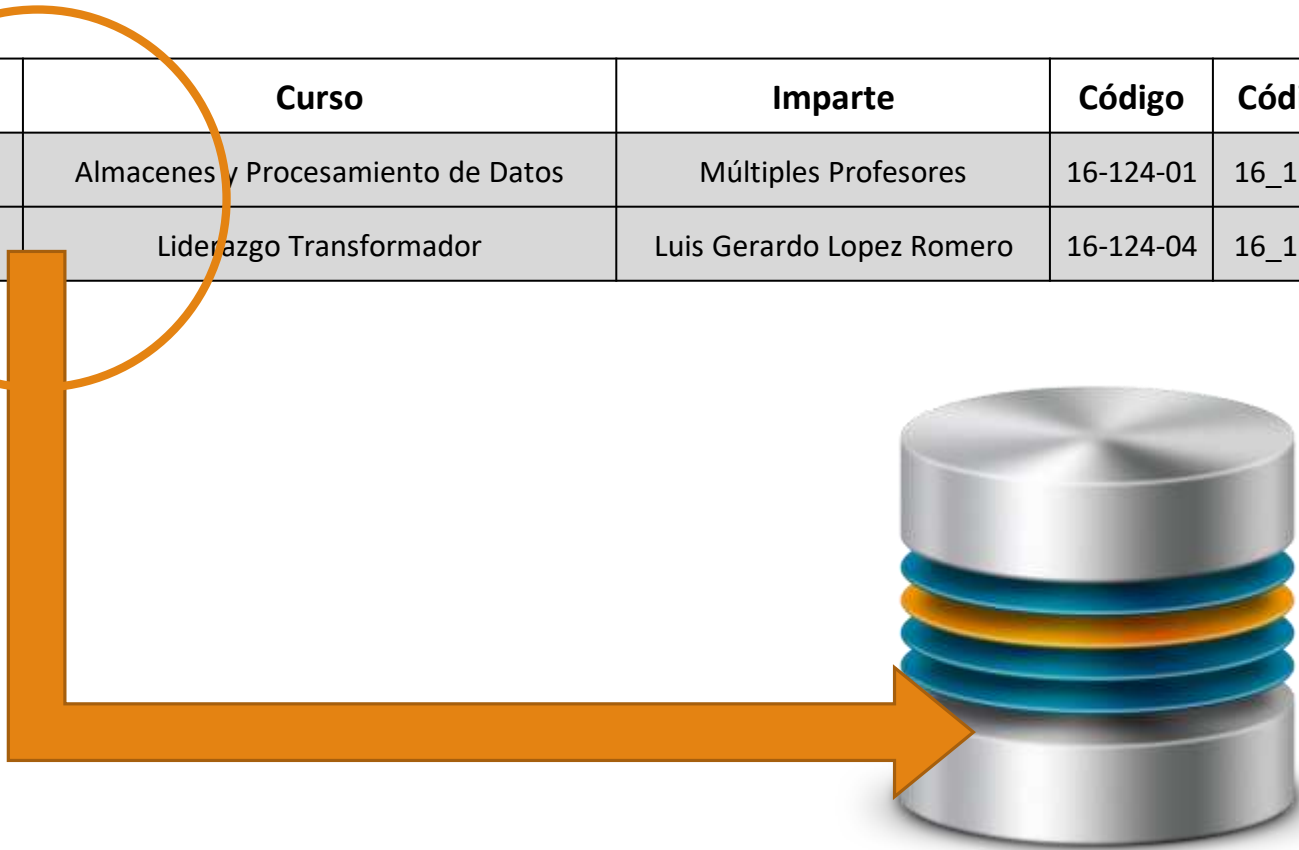 Curso Imparte Código Cód
Almacenes y Procesamiento de Datos Múltiples Profesores 16-124-01 16_1
Liderazgo Transformador Luis Gerardo Lopez Romero 16-124-04 16_1